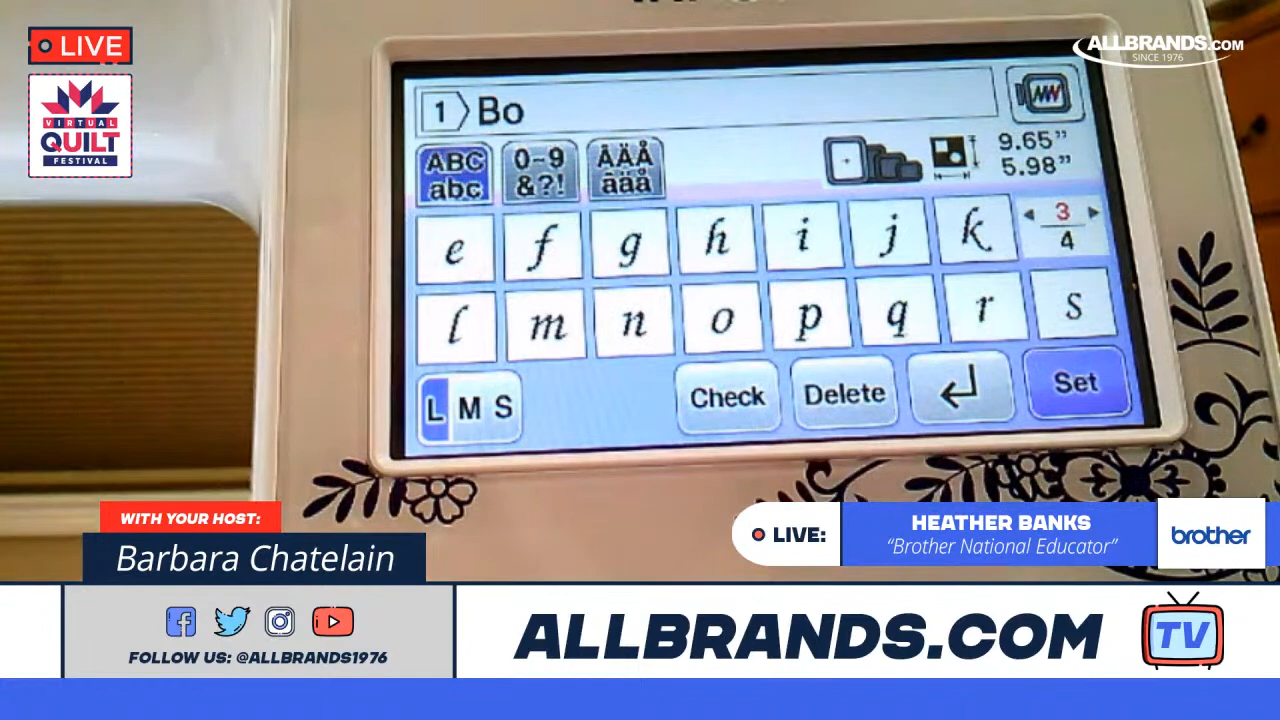 LIVE
VIRTUAL
QUILT
FESTIVAL
ALLBRANDS.COM
SINCE 1976
1 Bo
ABC
abc
0-9
&?!
ÂÄÅ
ãäå
9.65"
5.98"
e f g h i j k
3
4
l m n o p q r s
L M S
Check
Delete
Set
WITH YOUR HOST:
Barbara Chatelain
LIVE:
HEATHER BANKS
"Brother National Educator"
brother
FOLLOW US: @ALLBRANDS1976
ALLBRANDS.COM
TV